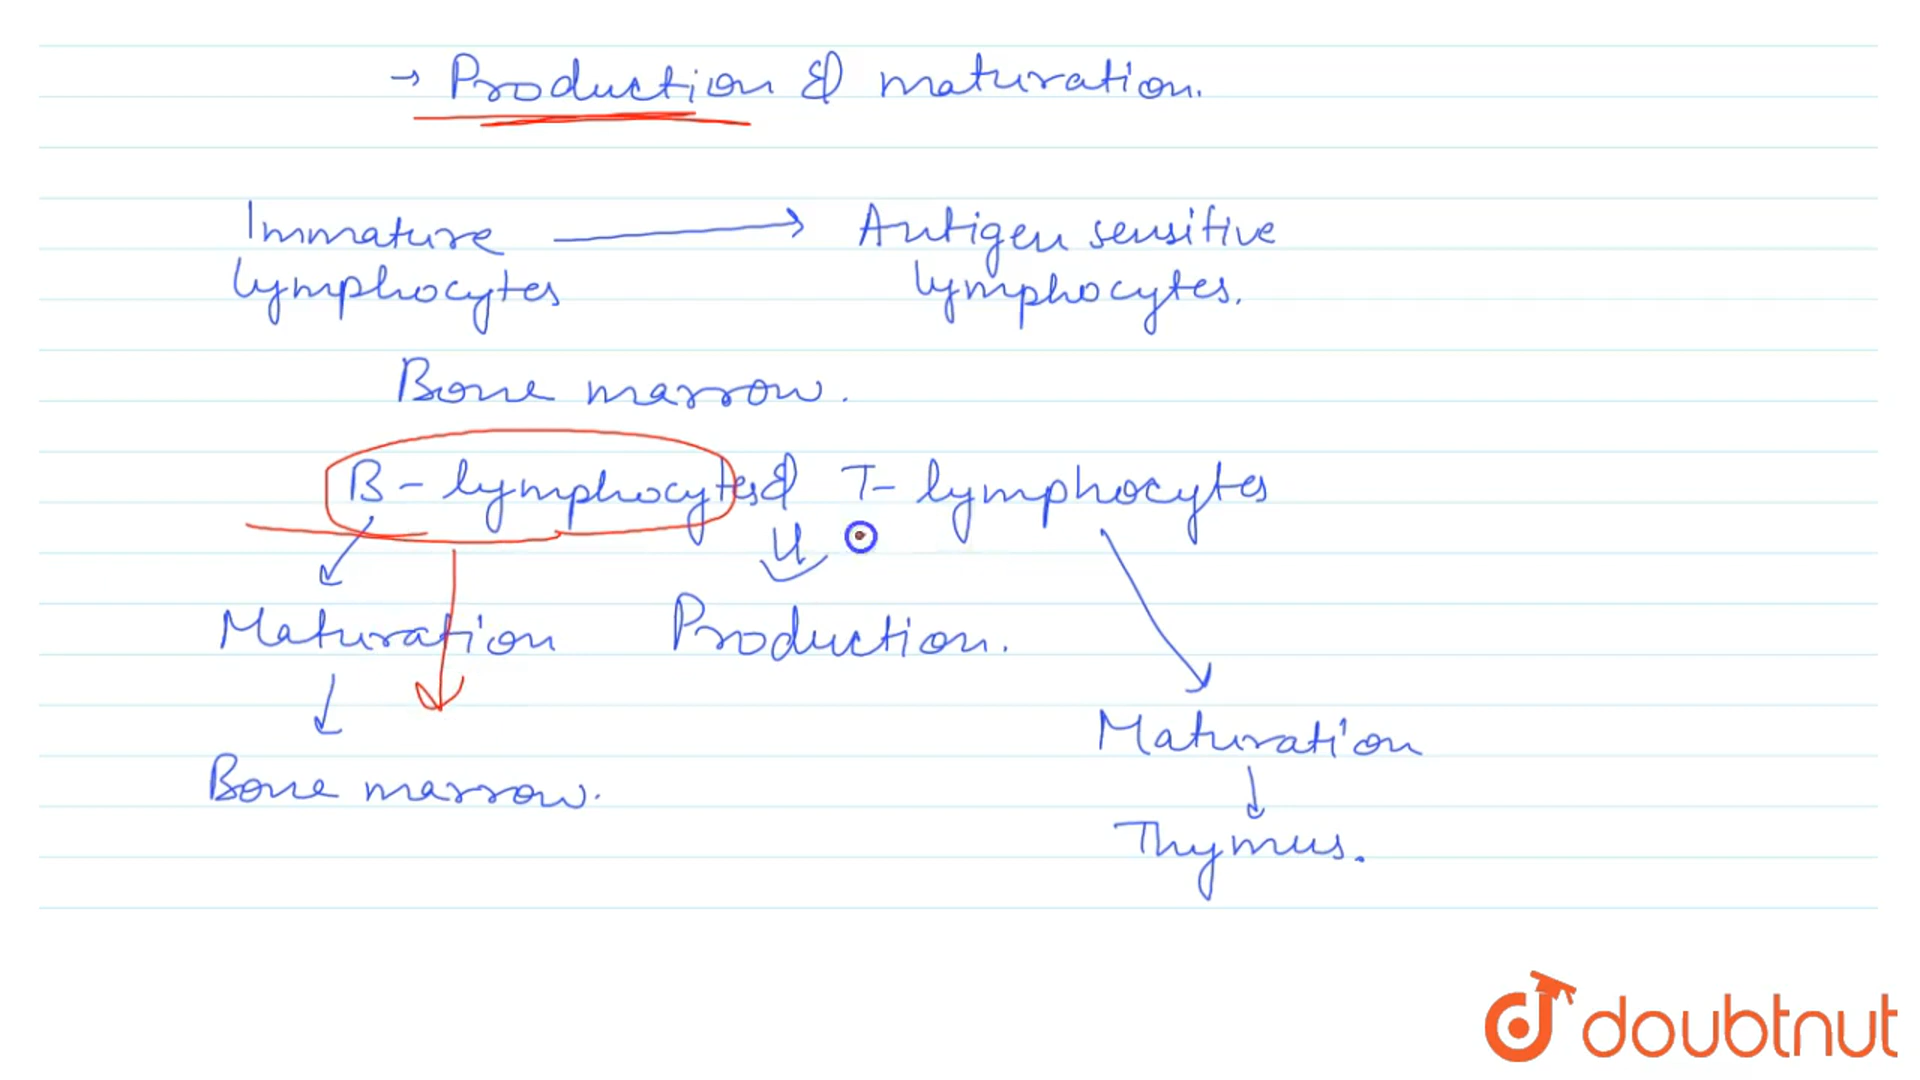 → Production & maturation.
Immature → Antigen sensitive
lymphocytes lymphocytes.
Bone marrow.
B - lymphocytes & T- lymphocytes
Maturation Production.
Maturation
Bone marrow.
Thymus.
doubtnut